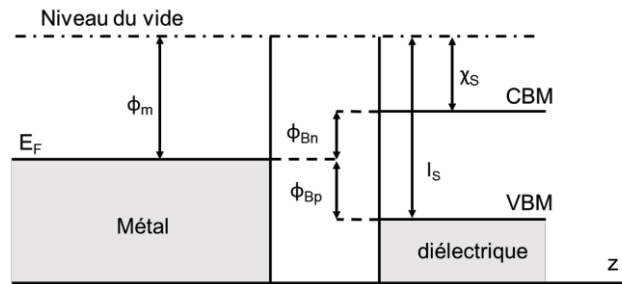 Niveau du vide
ϕm
χS
CBM
EF
ϕBn
ϕBp
IS
VBM
Métal
diélectrique
z